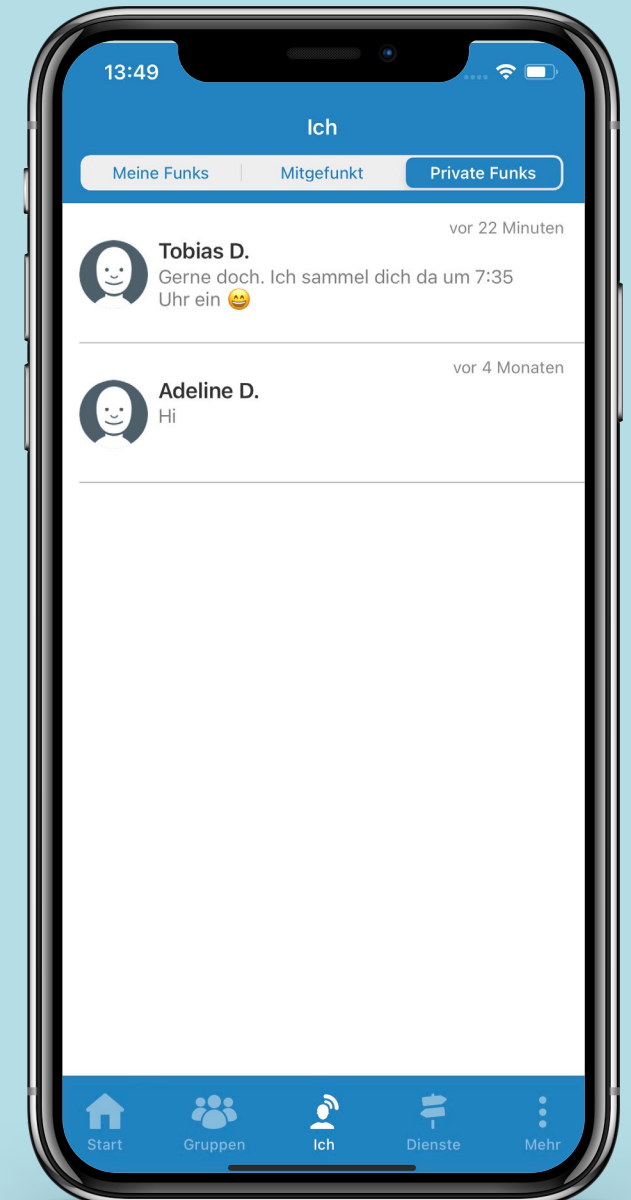 13:49
Ich
Meine Funks Mitgefunkt Private Funks
vor 22 Minuten
Tobias D.
Gerne doch. Ich sammel dich da um 7:35
Uhr ein 😄
vor 4 Monaten
Adeline D.
Hi
Start Gruppen Ich Dienste Mehr